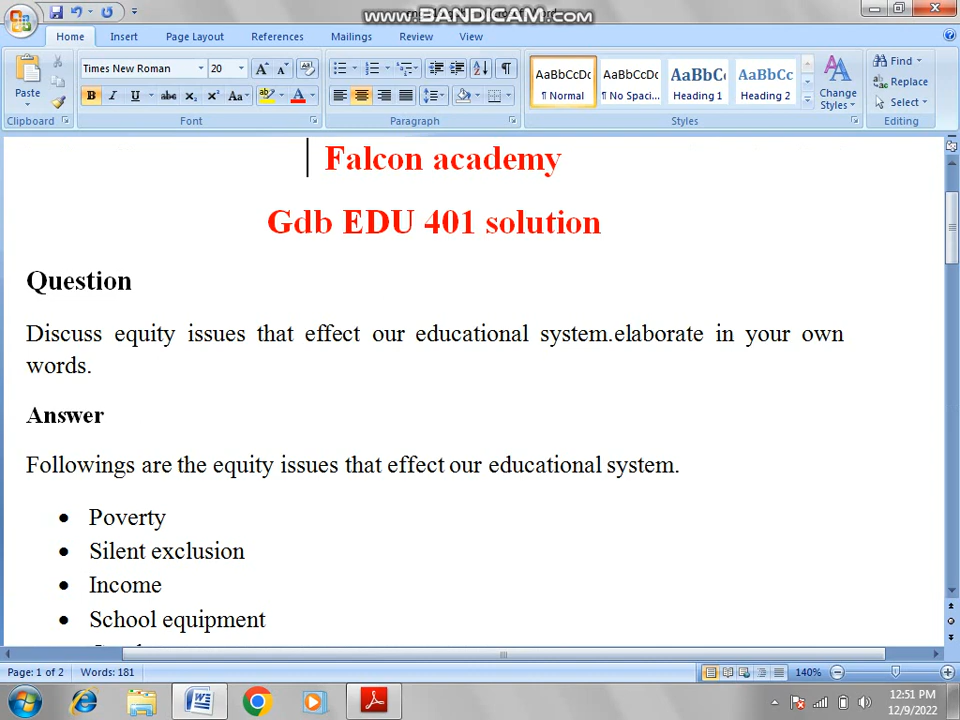 WWW.BANDICAM.COM
Home Insert Page Layout References Mailings Review View
Times New Roman 20 AaBbCcDc AaBbCcDc AaBbC AaBbCc Find
Paste Replace
¶ Normal ¶ No Spaci... Heading 1 Heading 2 Change Styles Select
Clipboard Font Paragraph Styles Editing
Falcon academy
Gdb EDU 401 solution
Question
Discuss equity issues that effect our educational system.elaborate in your own
words.
Answer
Followings are the equity issues that effect our educational system.
• Poverty
• Silent exclusion
• Income
• School equipment
Page: 1 of 2 Words: 181 140%
12:51 PM
12/9/2022